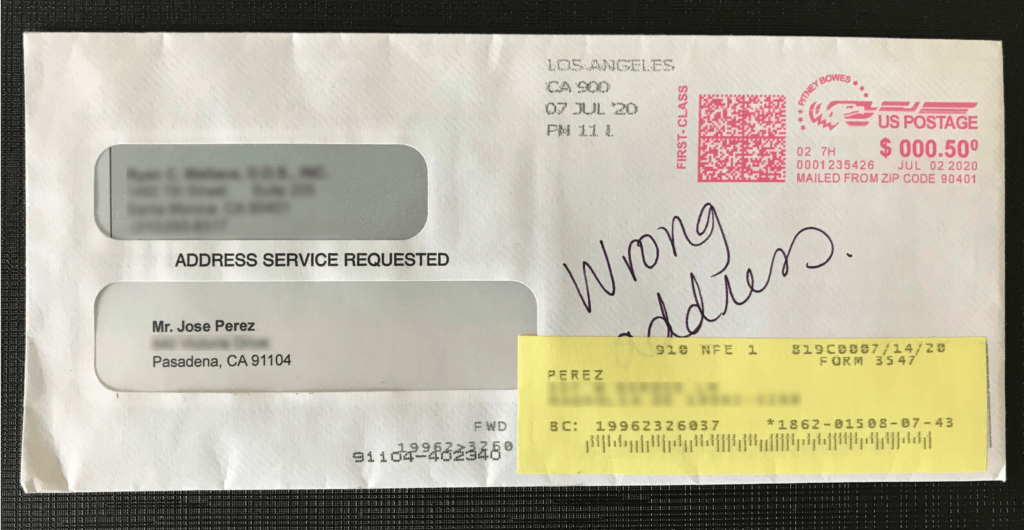 LOS ANGELES
CA 900
07 JUL '20
PM 11 L
FIRST-CLASS
PITNEY BOWES
US POSTAGE
$ 000.50⁰
02 7H
0001235426 JUL 02 2020
MAILED FROM ZIP CODE 90401
ADDRESS SERVICE REQUESTED
Mr. Jose Perez
Pasadena, CA 91104
Wrong
address.
910 NFE 1 819C0007/14/20
FORM 3547
PEREZ
BC: 19962326037 *1862-01508-07-43
FWD
19962>3260
91104-402340